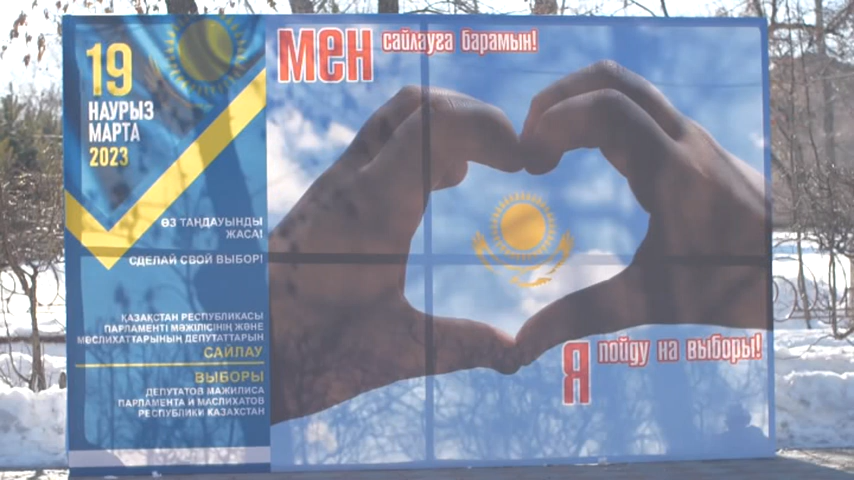 19
НАУРЫЗ
МАРТА
2023
ӨЗ ТАҢДАУЫҢДЫ
ЖАСА!
СДЕЛАЙ СВОЙ ВЫБОР!
ҚАЗАҚСТАН РЕСПУБЛИКАСЫ
ПАРЛАМЕНТІ МӘЖІЛІСІНІҢ ЖӘНЕ
МӘСЛИХАТТАРЫНЫҢ ДЕПУТАТТАРЫН
САЙЛАУ
ВЫБОРЫ
ДЕПУТАТОВ МАЖИЛИСА
ПАРЛАМЕНТА И МАСЛИХАТОВ
РЕСПУБЛИКИ КАЗАХСТАН
Мен сайлауға барамын!
Я пойду на выборы!